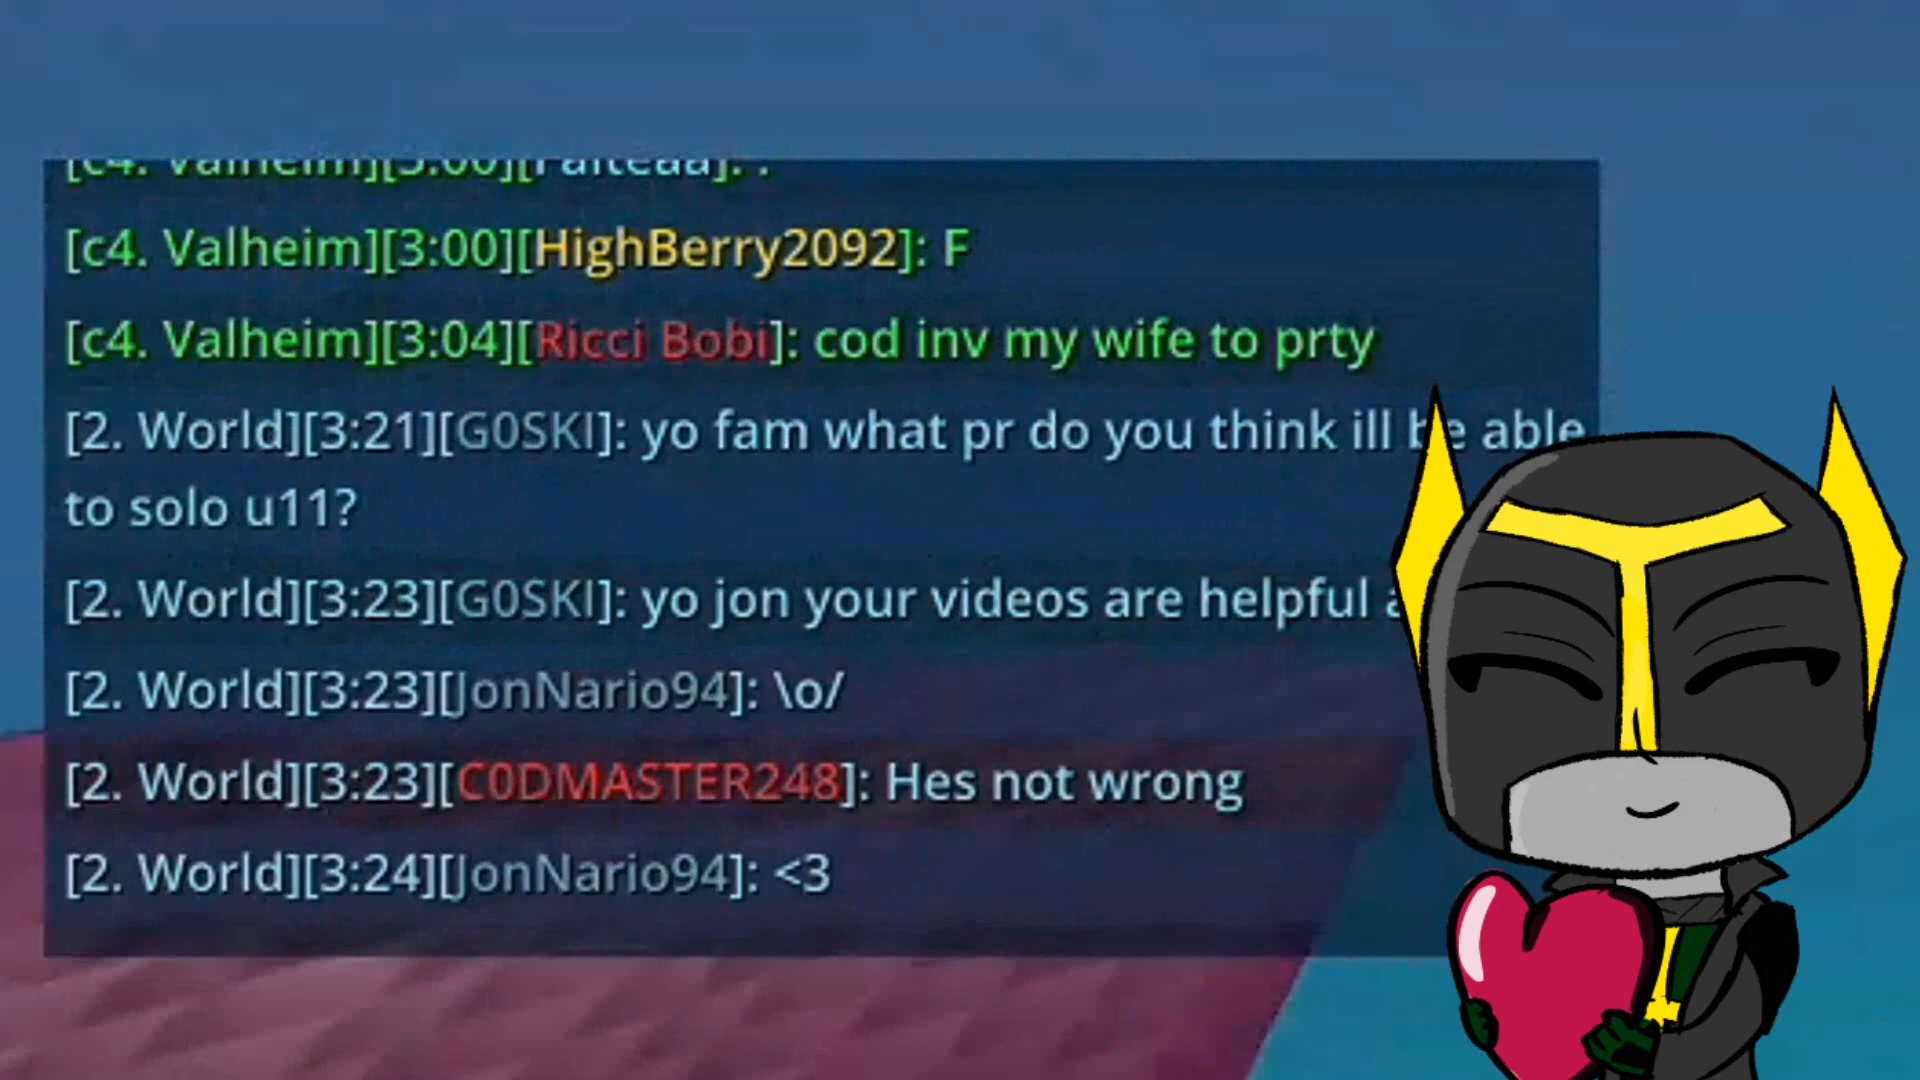 [c4. Valheim][3:00][HighBerry2092]: F
[c4. Valheim][3:04][Ricci Bobi]: cod inv my wife to prty
[2. World][3:21][G0SKI]: yo fam what pr do you think ill be able
to solo u11?
[2. World][3:23][G0SKI]: yo jon your videos are helpful
[2. World][3:23][JonNario94]: \o/
[2. World][3:23][C0DMASTER248]: Hes not wrong
[2. World][3:24][JonNario94]: <3